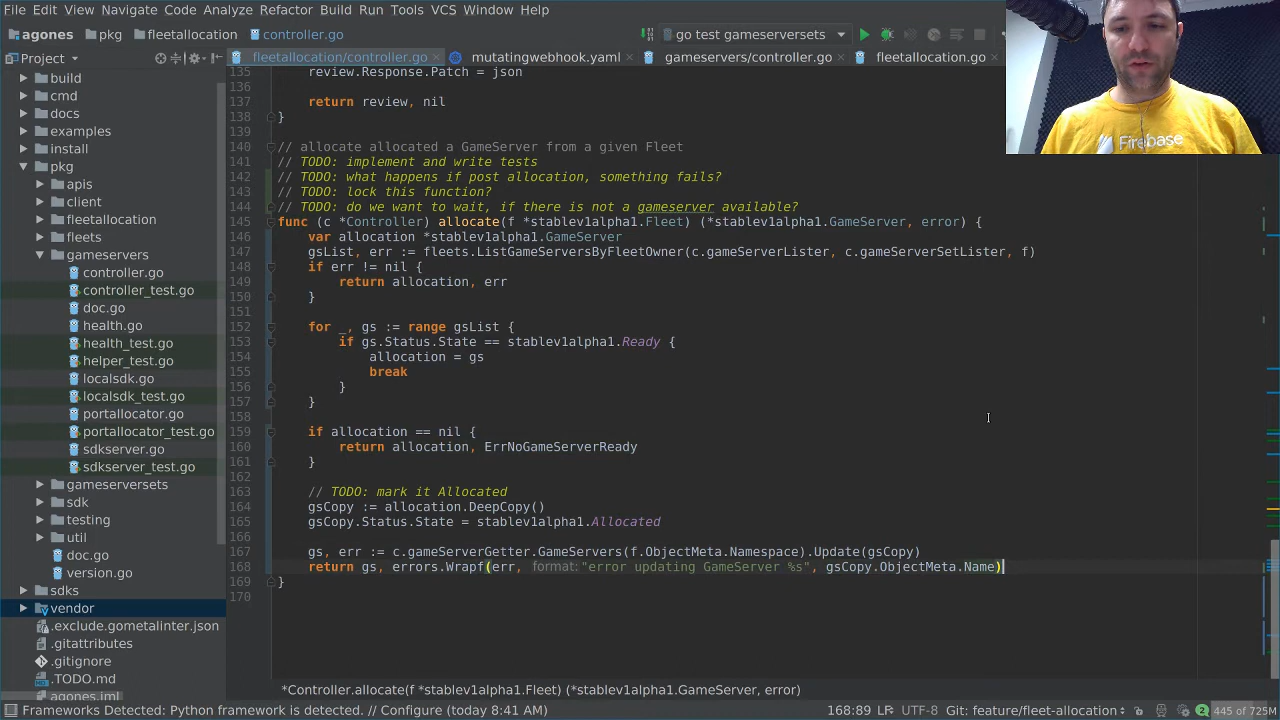 File Edit View Navigate Code Analyze Refactor Build Run Tools VCS Window Help
agones pkg fleetallocation controller.go go test gameserversets
Project fleetallocation/controller.go mutatingwebhook.yaml gameservers/controller.go fleetallocation.go
build
cmd
docs
examples
install
pkg
apis
client
fleetallocation
fleets
gameservers
controller.go
controller_test.go
doc.go
health.go
health_test.go
helper_test.go
localsdk.go
localsdk_test.go
portallocator.go
portallocator_test.go
sdkserver.go
sdkserver_test.go
gameserversets
sdk
testing
util
doc.go
version.go
sdks
vendor
.exclude.gometalinter.json
.gitattributes
.gitignore
.TODO.md
agones.iml
135 review.Response.Patch = json
136
137 return review, nil
138 }
139
140 // allocate allocated a GameServer from a given Fleet
141 // TODO: implement and write tests
142 // TODO: what happens if post allocation, something fails?
143 // TODO: lock this function?
144 // TODO: do we want to wait, if there is not a gameserver available?
145 func (c *Controller) allocate(f *stablev1alpha1.Fleet) (*stablev1alpha1.GameServer, error) {
146 var allocation *stablev1alpha1.GameServer
147 gsList, err := fleets.ListGameServersByFleetOwner(c.gameServerLister, c.gameServerSetLister, f)
148 if err != nil {
149 return allocation, err
150 }
151
152 for _, gs := range gsList {
153 if gs.Status.State == stablev1alpha1.Ready {
154 allocation = gs
155 break
156 }
157 }
158
159 if allocation == nil {
160 return allocation, ErrNoGameServerReady
161 }
162
163 // TODO: mark it Allocated
164 gsCopy := allocation.DeepCopy()
165 gsCopy.Status.State = stablev1alpha1.Allocated
166
167 gs, err := c.gameServerGetter.GameServers(f.ObjectMeta.Namespace).Update(gsCopy)
168 return gs, errors.Wrapf(err, format: "error updating GameServer %s", gsCopy.ObjectMeta.Name)
169 }
170
*Controller.allocate(f *stablev1alpha1.Fleet) (*stablev1alpha1.GameServer, error)
Frameworks Detected: Python framework is detected. // Configure (today 8:41 AM) 168:89 LF UTF-8 Git: feature/fleet-allocation 2 445 of 725M
Firebase